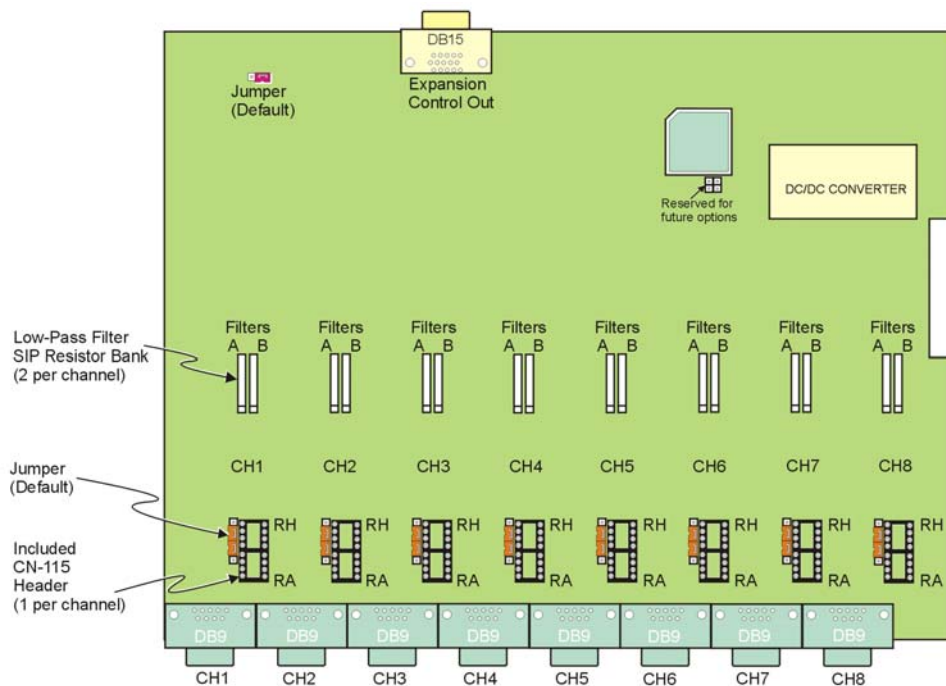 DB15
Expansion
Control Out
Jumper
(Default)
DC/DC CONVERTER
Reserved for
future options
Low-Pass Filter
SIP Resistor Bank
(2 per channel)
Filters
A B
Filters
A B
Filters
A B
Filters
A B
Filters
A B
Filters
A B
Filters
A B
Filters
A B
CH1 CH2 CH3 CH4 CH5 CH6 CH7 CH8
Jumper
(Default)
Included
CN-115
Header
(1 per channel)
RH RH RH RH RH RH RH RH
RA RA RA RA RA RA RA RA
DB9 DB9 DB9 DB9 DB9 DB9 DB9 DB9
CH1 CH2 CH3 CH4 CH5 CH6 CH7 CH8